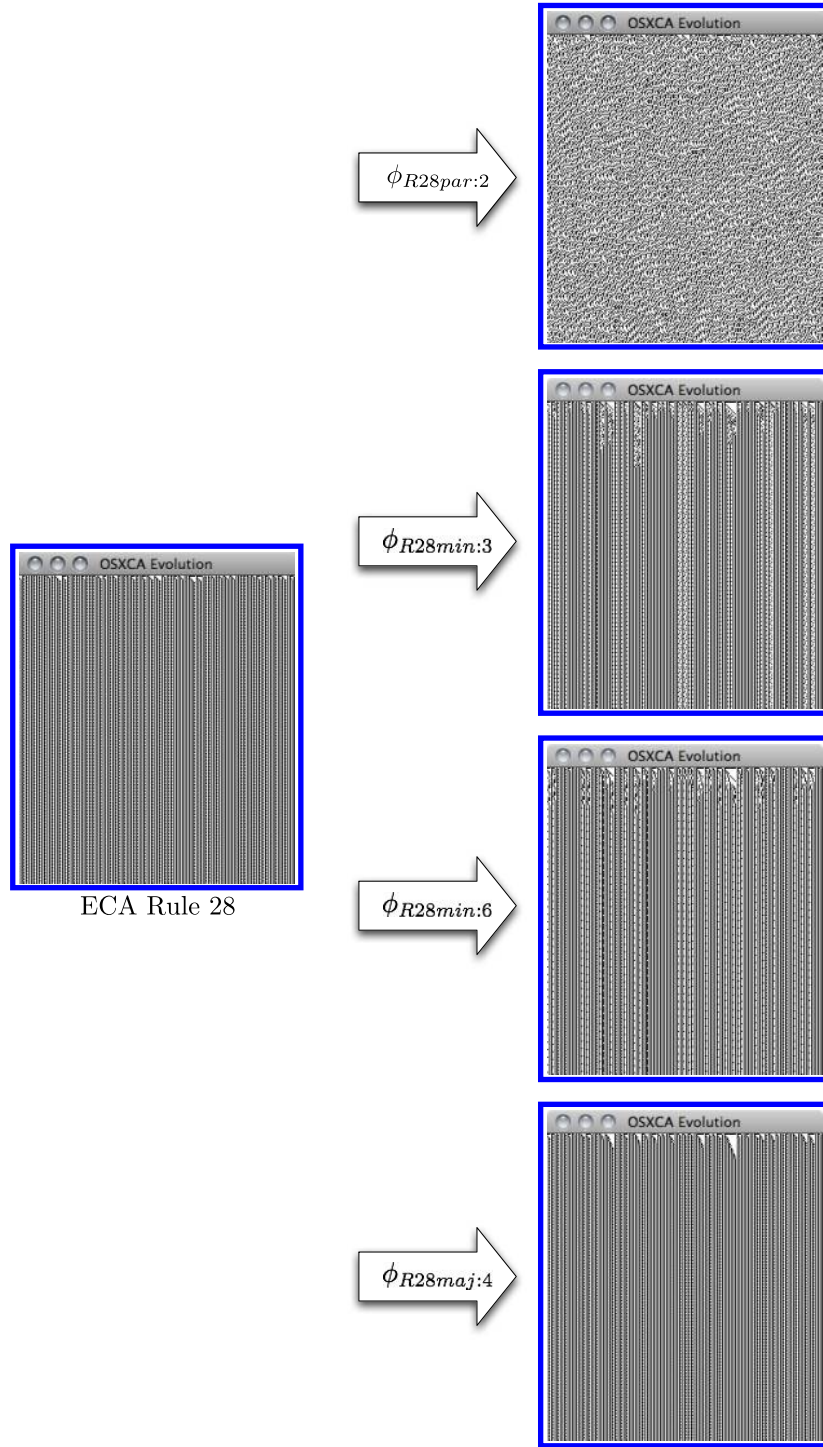 OSXCA Evolution
ϕR28par:2
OSXCA Evolution
ϕR28min:3
OSXCA Evolution
ECA Rule 28
OSXCA Evolution
ϕR28min:6
OSXCA Evolution
ϕR28maj:4